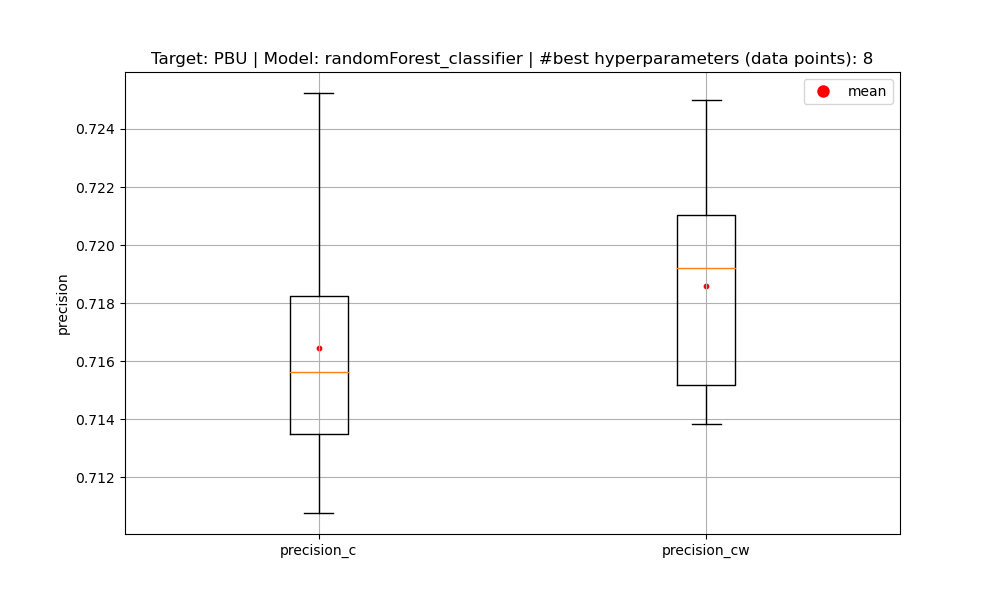 Target: PBU | Model: randomForest_classifier | #best hyperparameters (data points): 8
mean
0.724
0.722
0.720
0.718
0.716
0.714
0.712
precision
precision_c
precision_cw